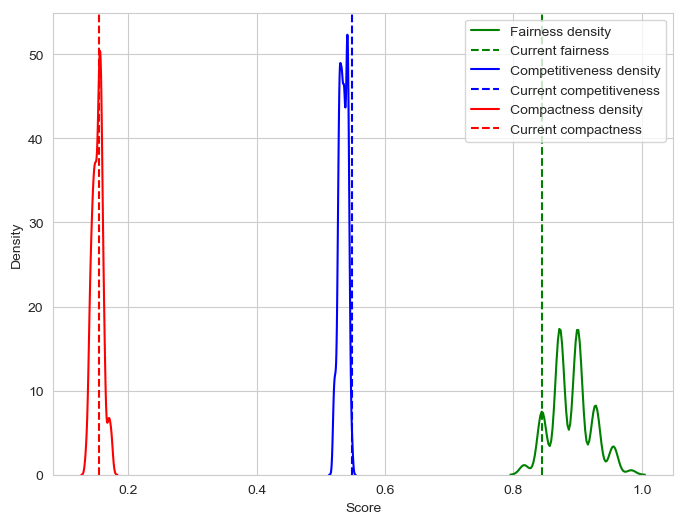 Fairness density
Current fairness
Competitiveness density
Current competitiveness
Compactness density
Current compactness
50
40
30
20
10
0
Density
0.2
0.4
0.6
0.8
1.0
Score